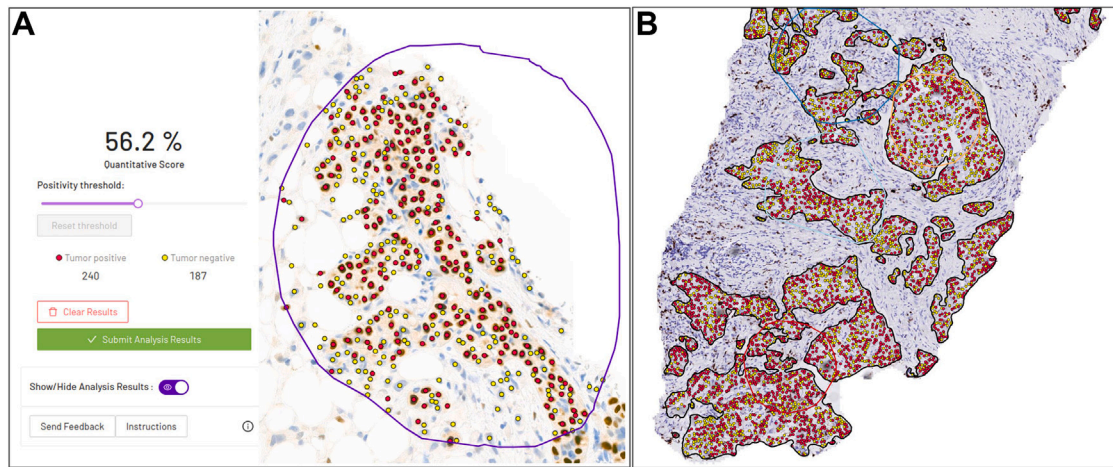 A
56.2 %
Quantitative Score
Positivity threshold:
Reset threshold
Tumor positive
Tumor negative
240
187
Clear Results
Submit Analysis Results
Show/Hide Analysis Results :
Send Feedback
Instructions
B